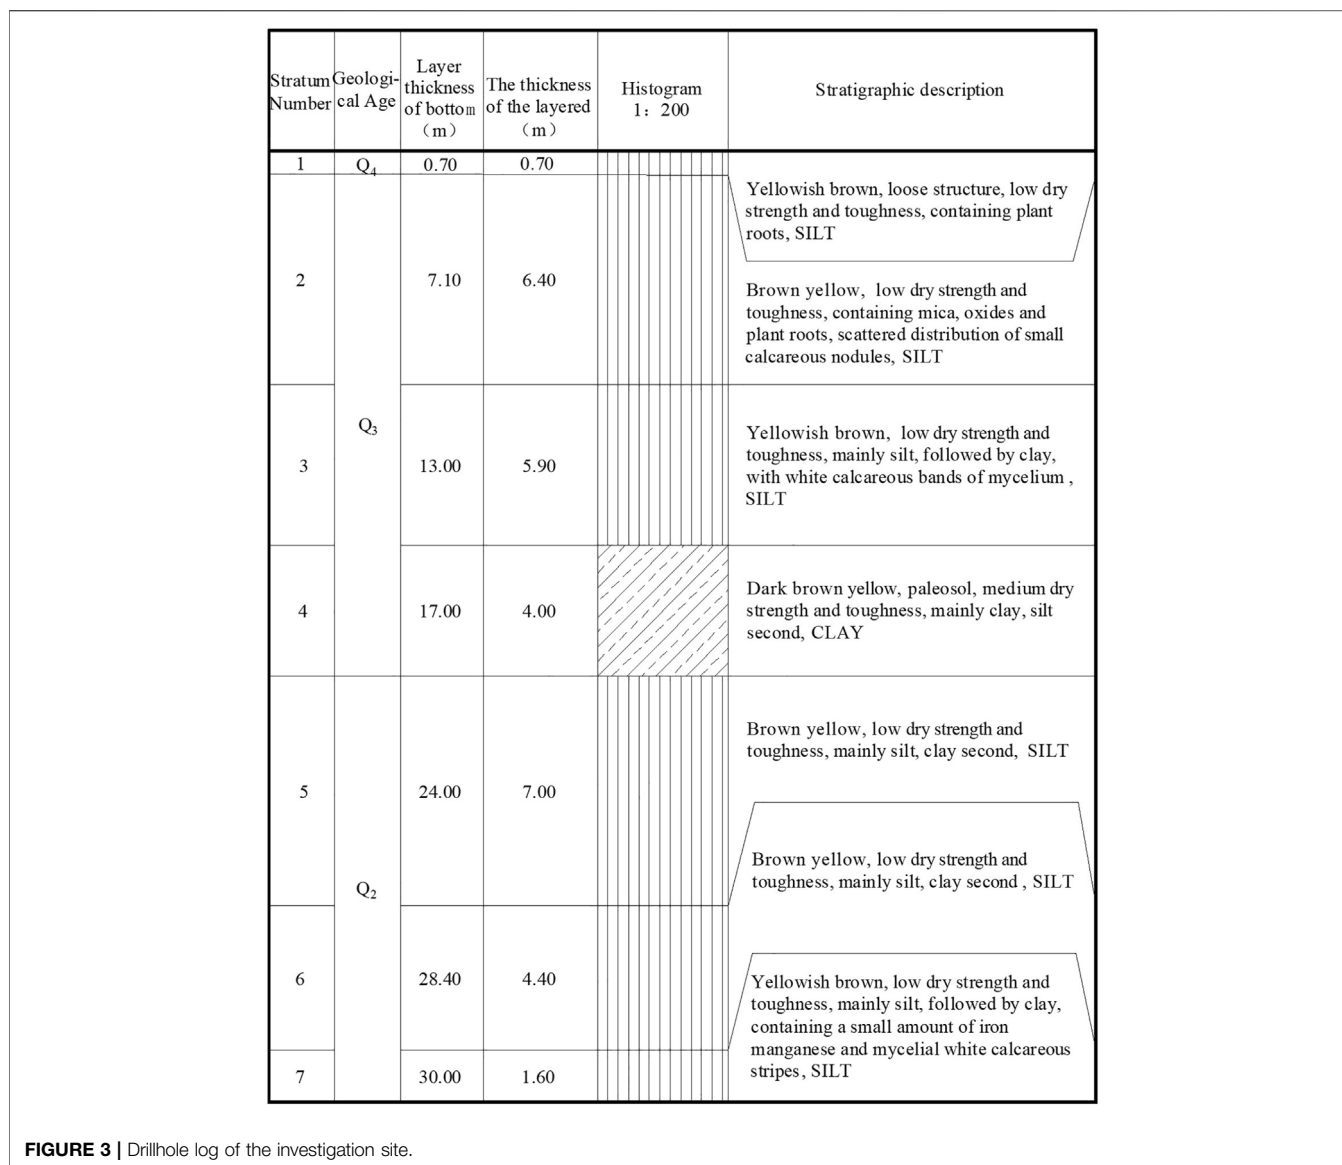 Stratum
Number
Geologi-
cal Age
Layer
thickness
of bottom
（m）
The thickness
of the layered
（m）
Histogram
1： 200
Stratigraphic description
1
Q₄
0.70
0.70
Yellowish brown, loose structure, low dry
strength and toughness, containing plant
roots, SILT
2
7.10
6.40
Brown yellow, low dry strength and
toughness, containing mica, oxides and
plant roots, scattered distribution of small
calcareous nodules, SILT
Q₃
3
13.00
5.90
Yellowish brown, low dry strength and
toughness, mainly silt, followed by clay,
with white calcareous bands of mycelium ,
SILT
4
17.00
4.00
Dark brown yellow, paleosol, medium dry
strength and toughness, mainly clay, silt
second, CLAY
5
24.00
7.00
Brown yellow, low dry strength and
toughness, mainly silt, clay second, SILT
Q₂
Brown yellow, low dry strength and
toughness, mainly silt, clay second , SILT
6
28.40
4.40
Yellowish brown, low dry strength and
toughness, mainly silt, followed by clay,
containing a small amount of iron
manganese and mycelial white calcareous
stripes, SILT
7
30.00
1.60
FIGURE 3 | Drillhole log of the investigation site.